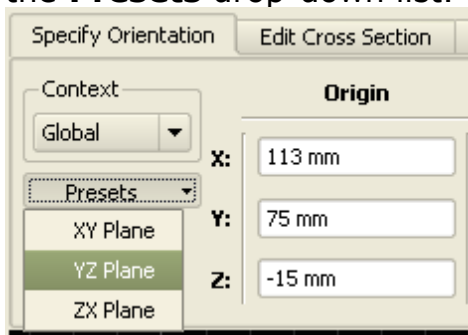 the Presets drop-down list.
Specify Orientation Edit Cross Section
Context Origin
Global
X: 113 mm
Presets
Y: 75 mm
XY Plane
YZ Plane
Z: -15 mm
ZX Plane